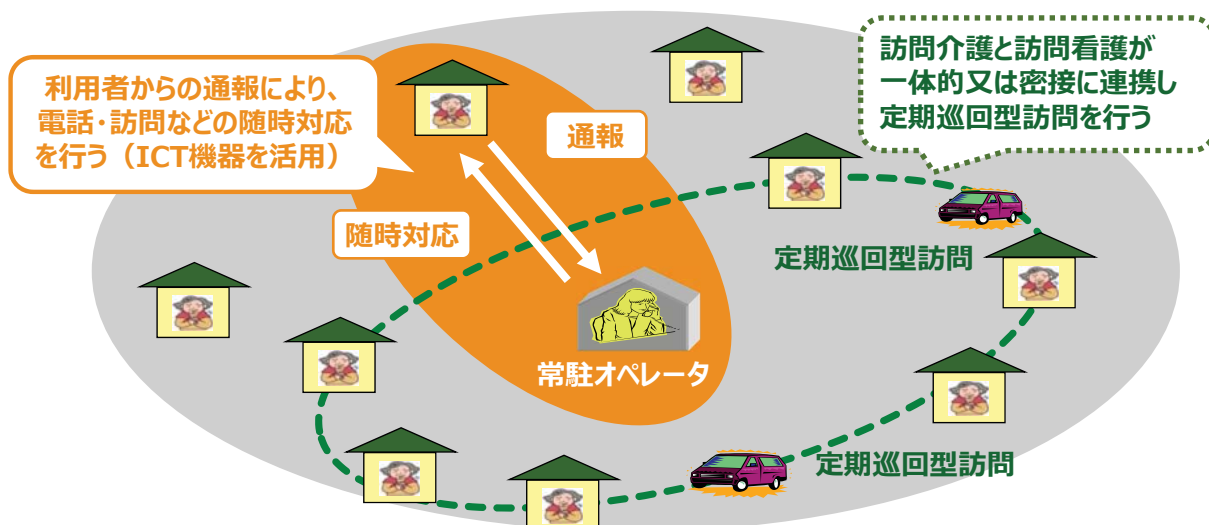 利用者からの通報により、
電話・訪問などの随時対応
を行う（ICT機器を活用）
通報
随時対応
訪問介護と訪問看護が
一体的又は密接に連携し
定期巡回型訪問を行う
定期巡回型訪問
常駐オペレータ
定期巡回型訪問